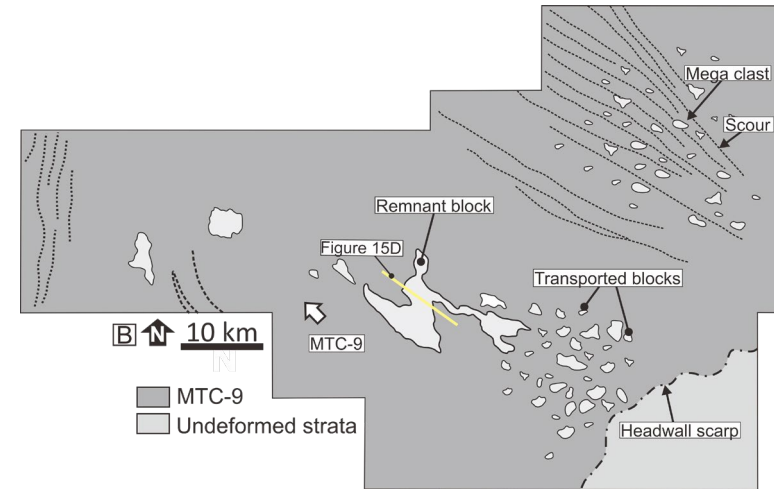 Mega clast
Scour
Remnant block
Figure 15D
Transported blocks
MTC-9
B N 10 km
N
MTC-9
Undeformed strata
Headwall scarp